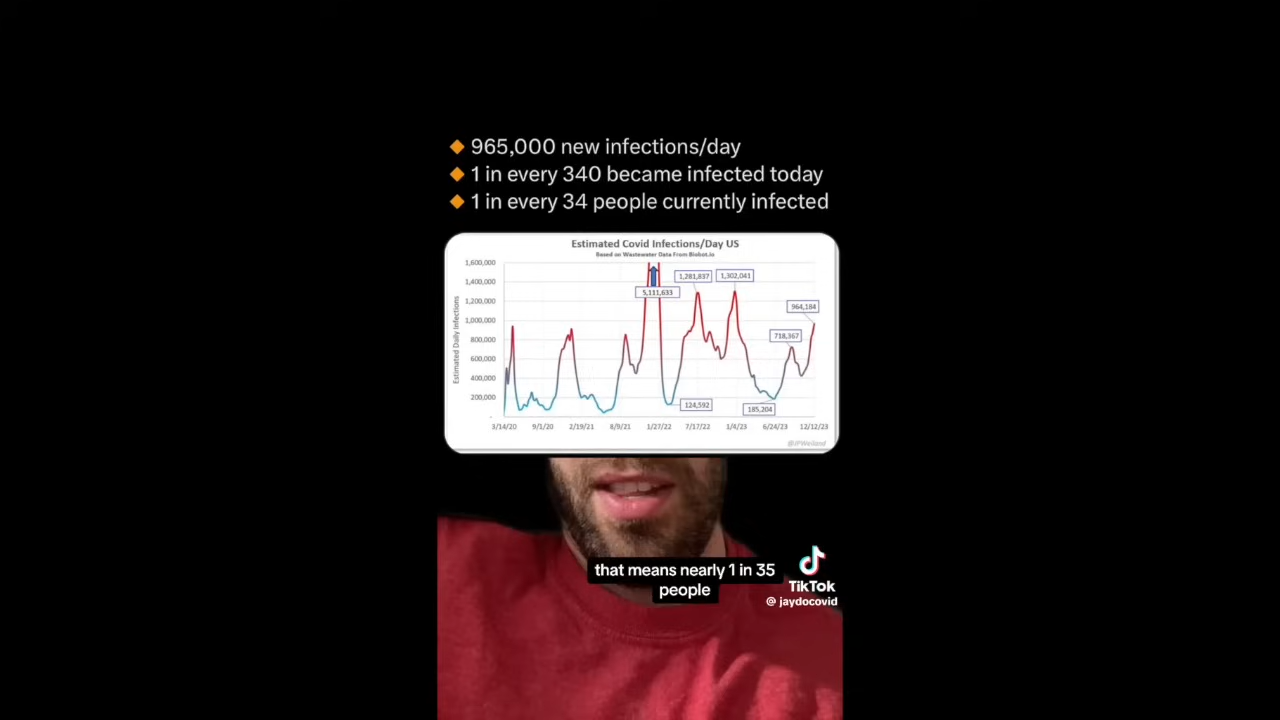 965,000 new infections/day
1 in every 340 became infected today
1 in every 34 people currently infected
Estimated Covid Infections/Day US
Based on Wastewater Data From Biobot.io
Estimated Daily Infections
1,600,000
1,400,000
1,200,000
1,000,000
800,000
600,000
400,000
200,000
-
5,111,633
1,281,837
1,302,041
964,184
718,367
124,592
185,204
3/14/20
9/1/20
2/19/21
8/9/21
1/27/22
7/17/22
1/4/23
6/24/23
12/12/23
@JPWeiland
that means nearly 1 in 35
people
TikTok
@ jaydocovid